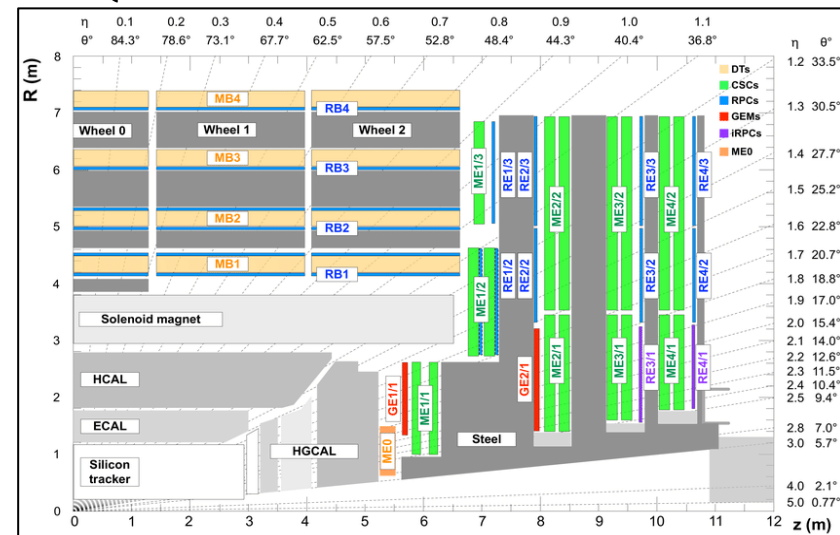 η 0.1 0.2 0.3 0.4 0.5 0.6 0.7 0.8 0.9 1.0 1.1
θ° 84.3° 78.6° 73.1° 67.7° 62.5° 57.5° 52.8° 48.4° 44.3° 40.4° 36.8° η θ°
R (m)
8
7
6
5
4
3
2
1
0
1.2 33.5°
1.3 30.5°
1.4 27.7°
1.5 25.2°
1.6 22.8°
1.7 20.7°
1.8 18.8°
1.9 17.0°
2.0 15.4°
2.1 14.0°
2.2 12.6°
2.3 11.5°
2.4 10.4°
2.5 9.4°
2.8 7.0°
3.0 5.7°
4.0 2.1°
5.0 0.77°
DTs
CSCs
RPCs
GEMs
iRPCs
ME0
MB4
RB4
Wheel 0 Wheel 1 Wheel 2
MB3
RB3
MB2
RB2
MB1
RB1
Solenoid magnet
HCAL
ECAL
Silicon
tracker
HGCAL
Steel
ME0
GE1/1
ME1/1
ME1/2
ME1/3
RE1/3
RE2/3
RE1/2
RE2/2
GE2/1
ME2/2
ME2/1
ME3/2
ME3/1
RE3/3
RE3/2
RE3/1
ME4/2
ME4/1
RE4/3
RE4/2
RE4/1
0 1 2 3 4 5 6 7 8 9 10 11 12
z (m)